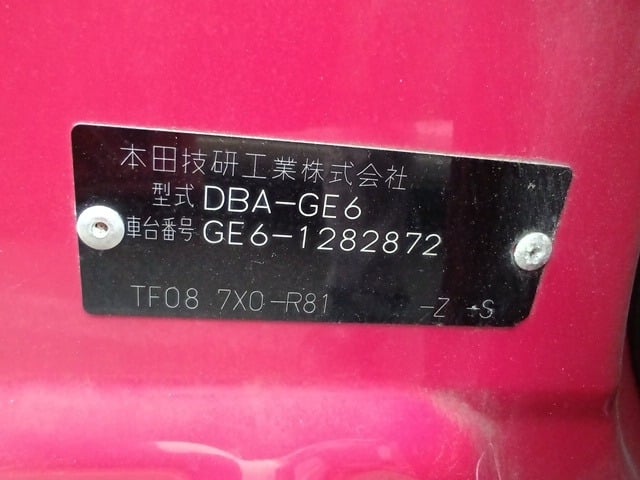 本田技研工業株式会社
型式 DBA-GE6
車台番号 GE6-1282872
TF08 7X0-R81 -Z -S